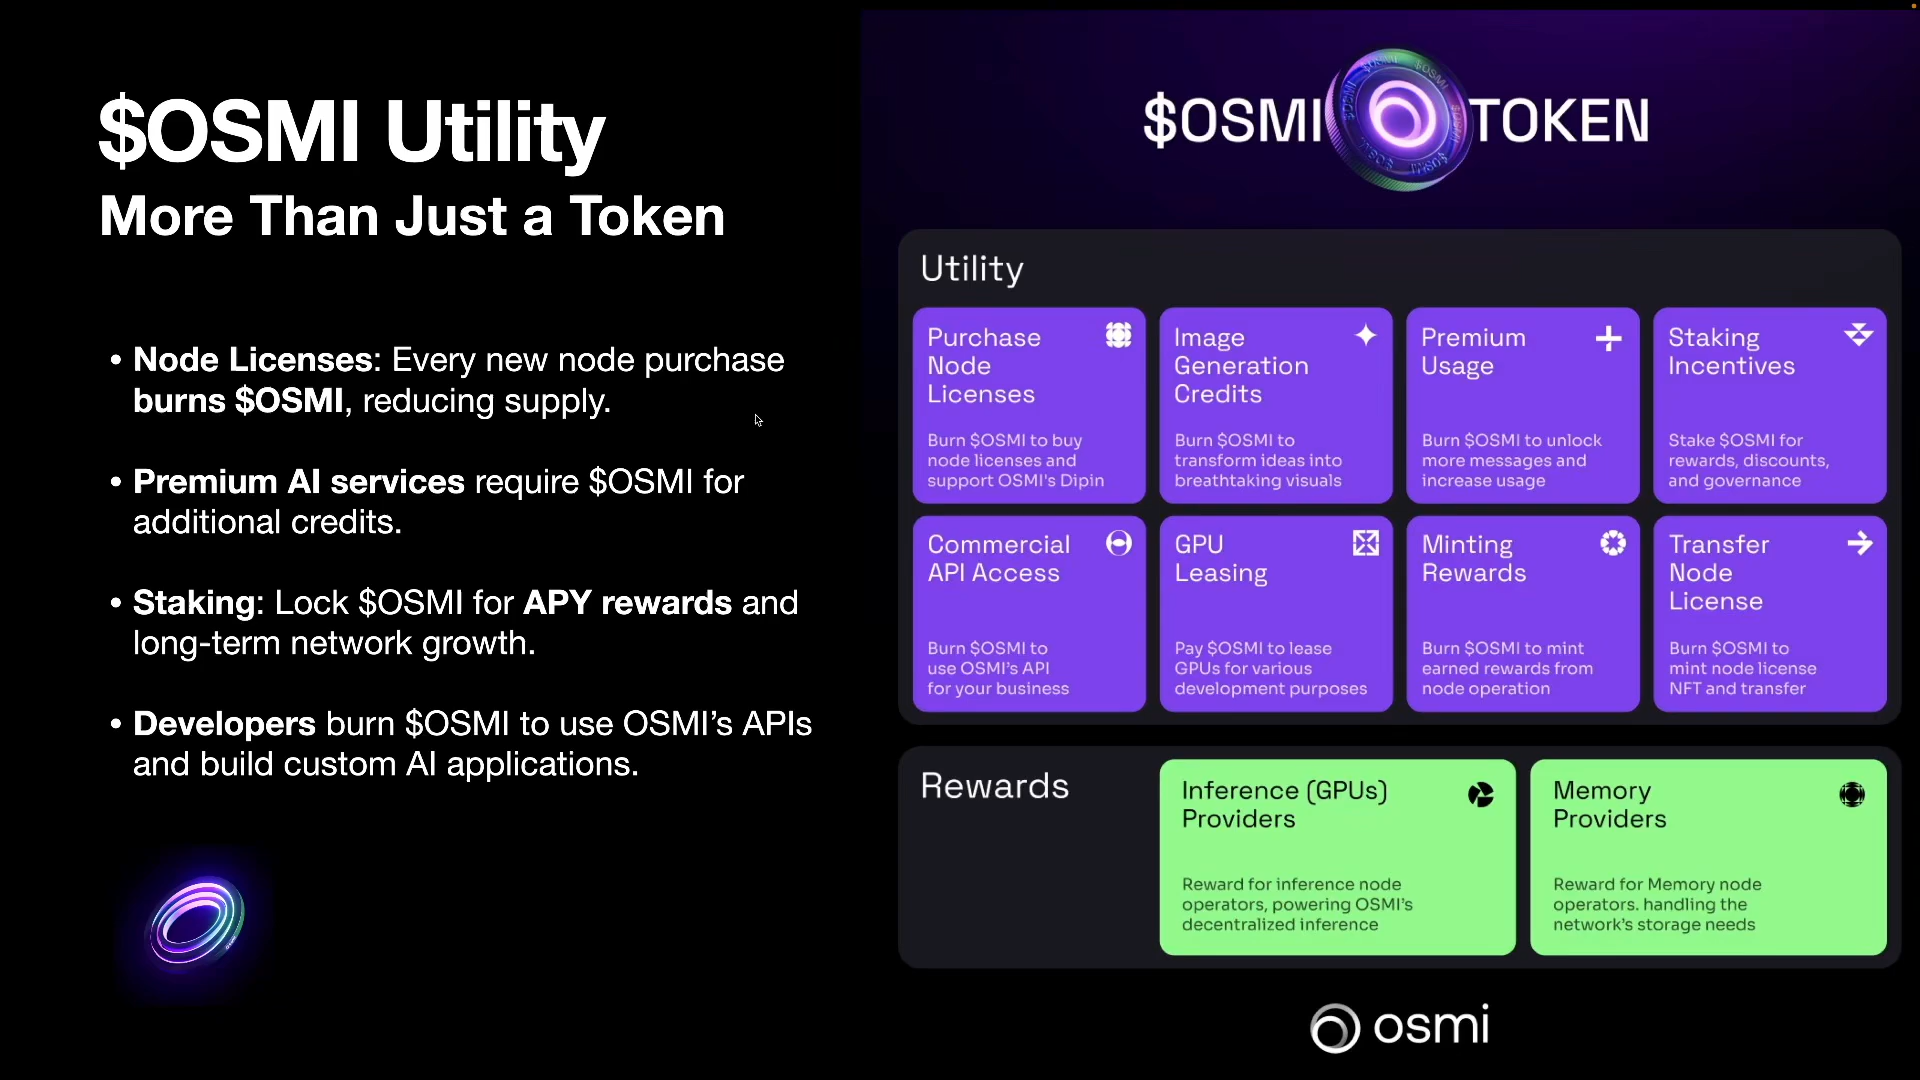 $OSMI Utility
More Than Just a Token
• Node Licenses: Every new node purchase
burns $OSMI, reducing supply.
• Premium AI services require $OSMI for
additional credits.
• Staking: Lock $OSMI for APY rewards and
long-term network growth.
• Developers burn $OSMI to use OSMI’s APIs
and build custom AI applications.
$OSMI TOKEN
Utility
Purchase
Node
Licenses
Burn $OSMI to buy
node licenses and
support OSMI's Dipin
Image
Generation
Credits
Burn $OSMI to
transform ideas into
breathtaking visuals
Premium
Usage
Burn $OSMI to unlock
more messages and
increase usage
Staking
Incentives
Stake $OSMI for
rewards, discounts,
and governance
Commercial
API Access
Burn $OSMI to
use OSMI’s API
for your business
GPU
Leasing
Pay $OSMI to lease
GPUs for various
development purposes
Minting
Rewards
Burn $OSMI to mint
earned rewards from
node operation
Transfer
Node
License
Burn $OSMI to
mint node license
NFT and transfer
Rewards
Inference (GPUs)
Providers
Reward for inference node
operators, powering OSMI’s
decentralized inference
Memory
Providers
Reward for Memory node
operators. handling the
network’s storage needs
osmi